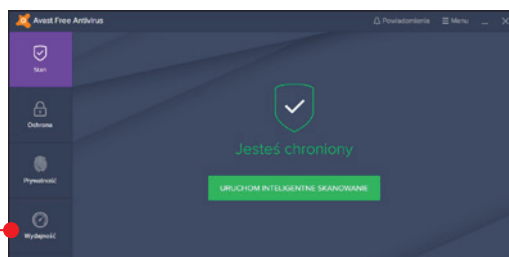 Avast Free Antivirus
Powiadomienia
Menu
Stan
Ochrona
Prywatność
Wydajność
Jesteś chroniony
URUCHOM INTELIGENTNE SKANOWANIE